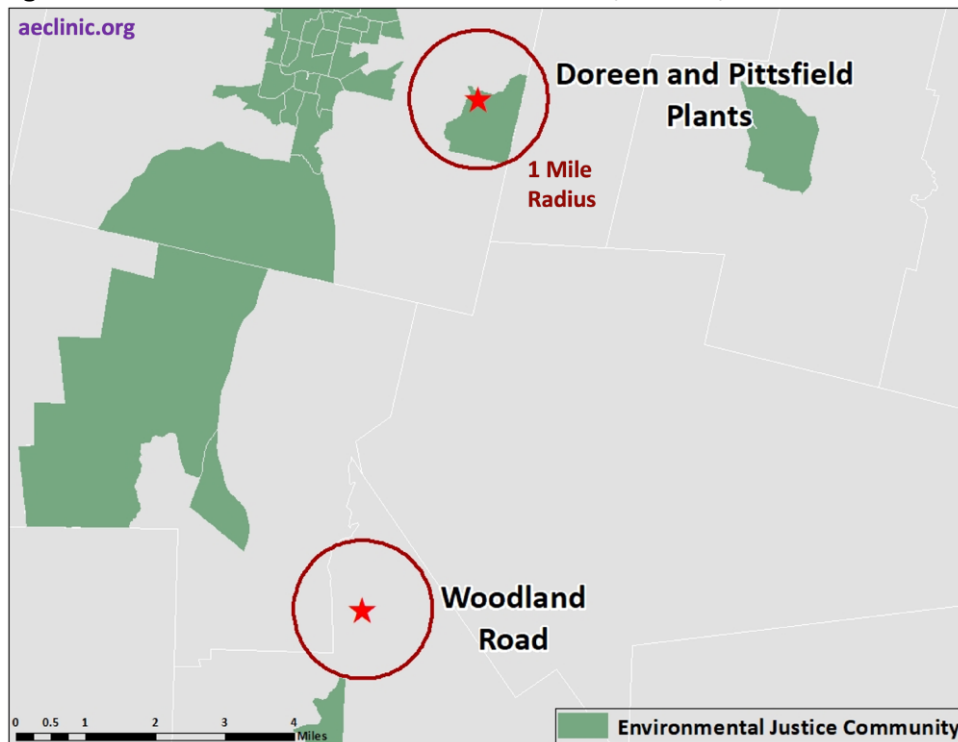 aeclinic.org
Doreen and Pittsfield
Plants
1 Mile
Radius
Woodland
Road
0 0.5 1 2 3 4
Miles
Environmental Justice Community